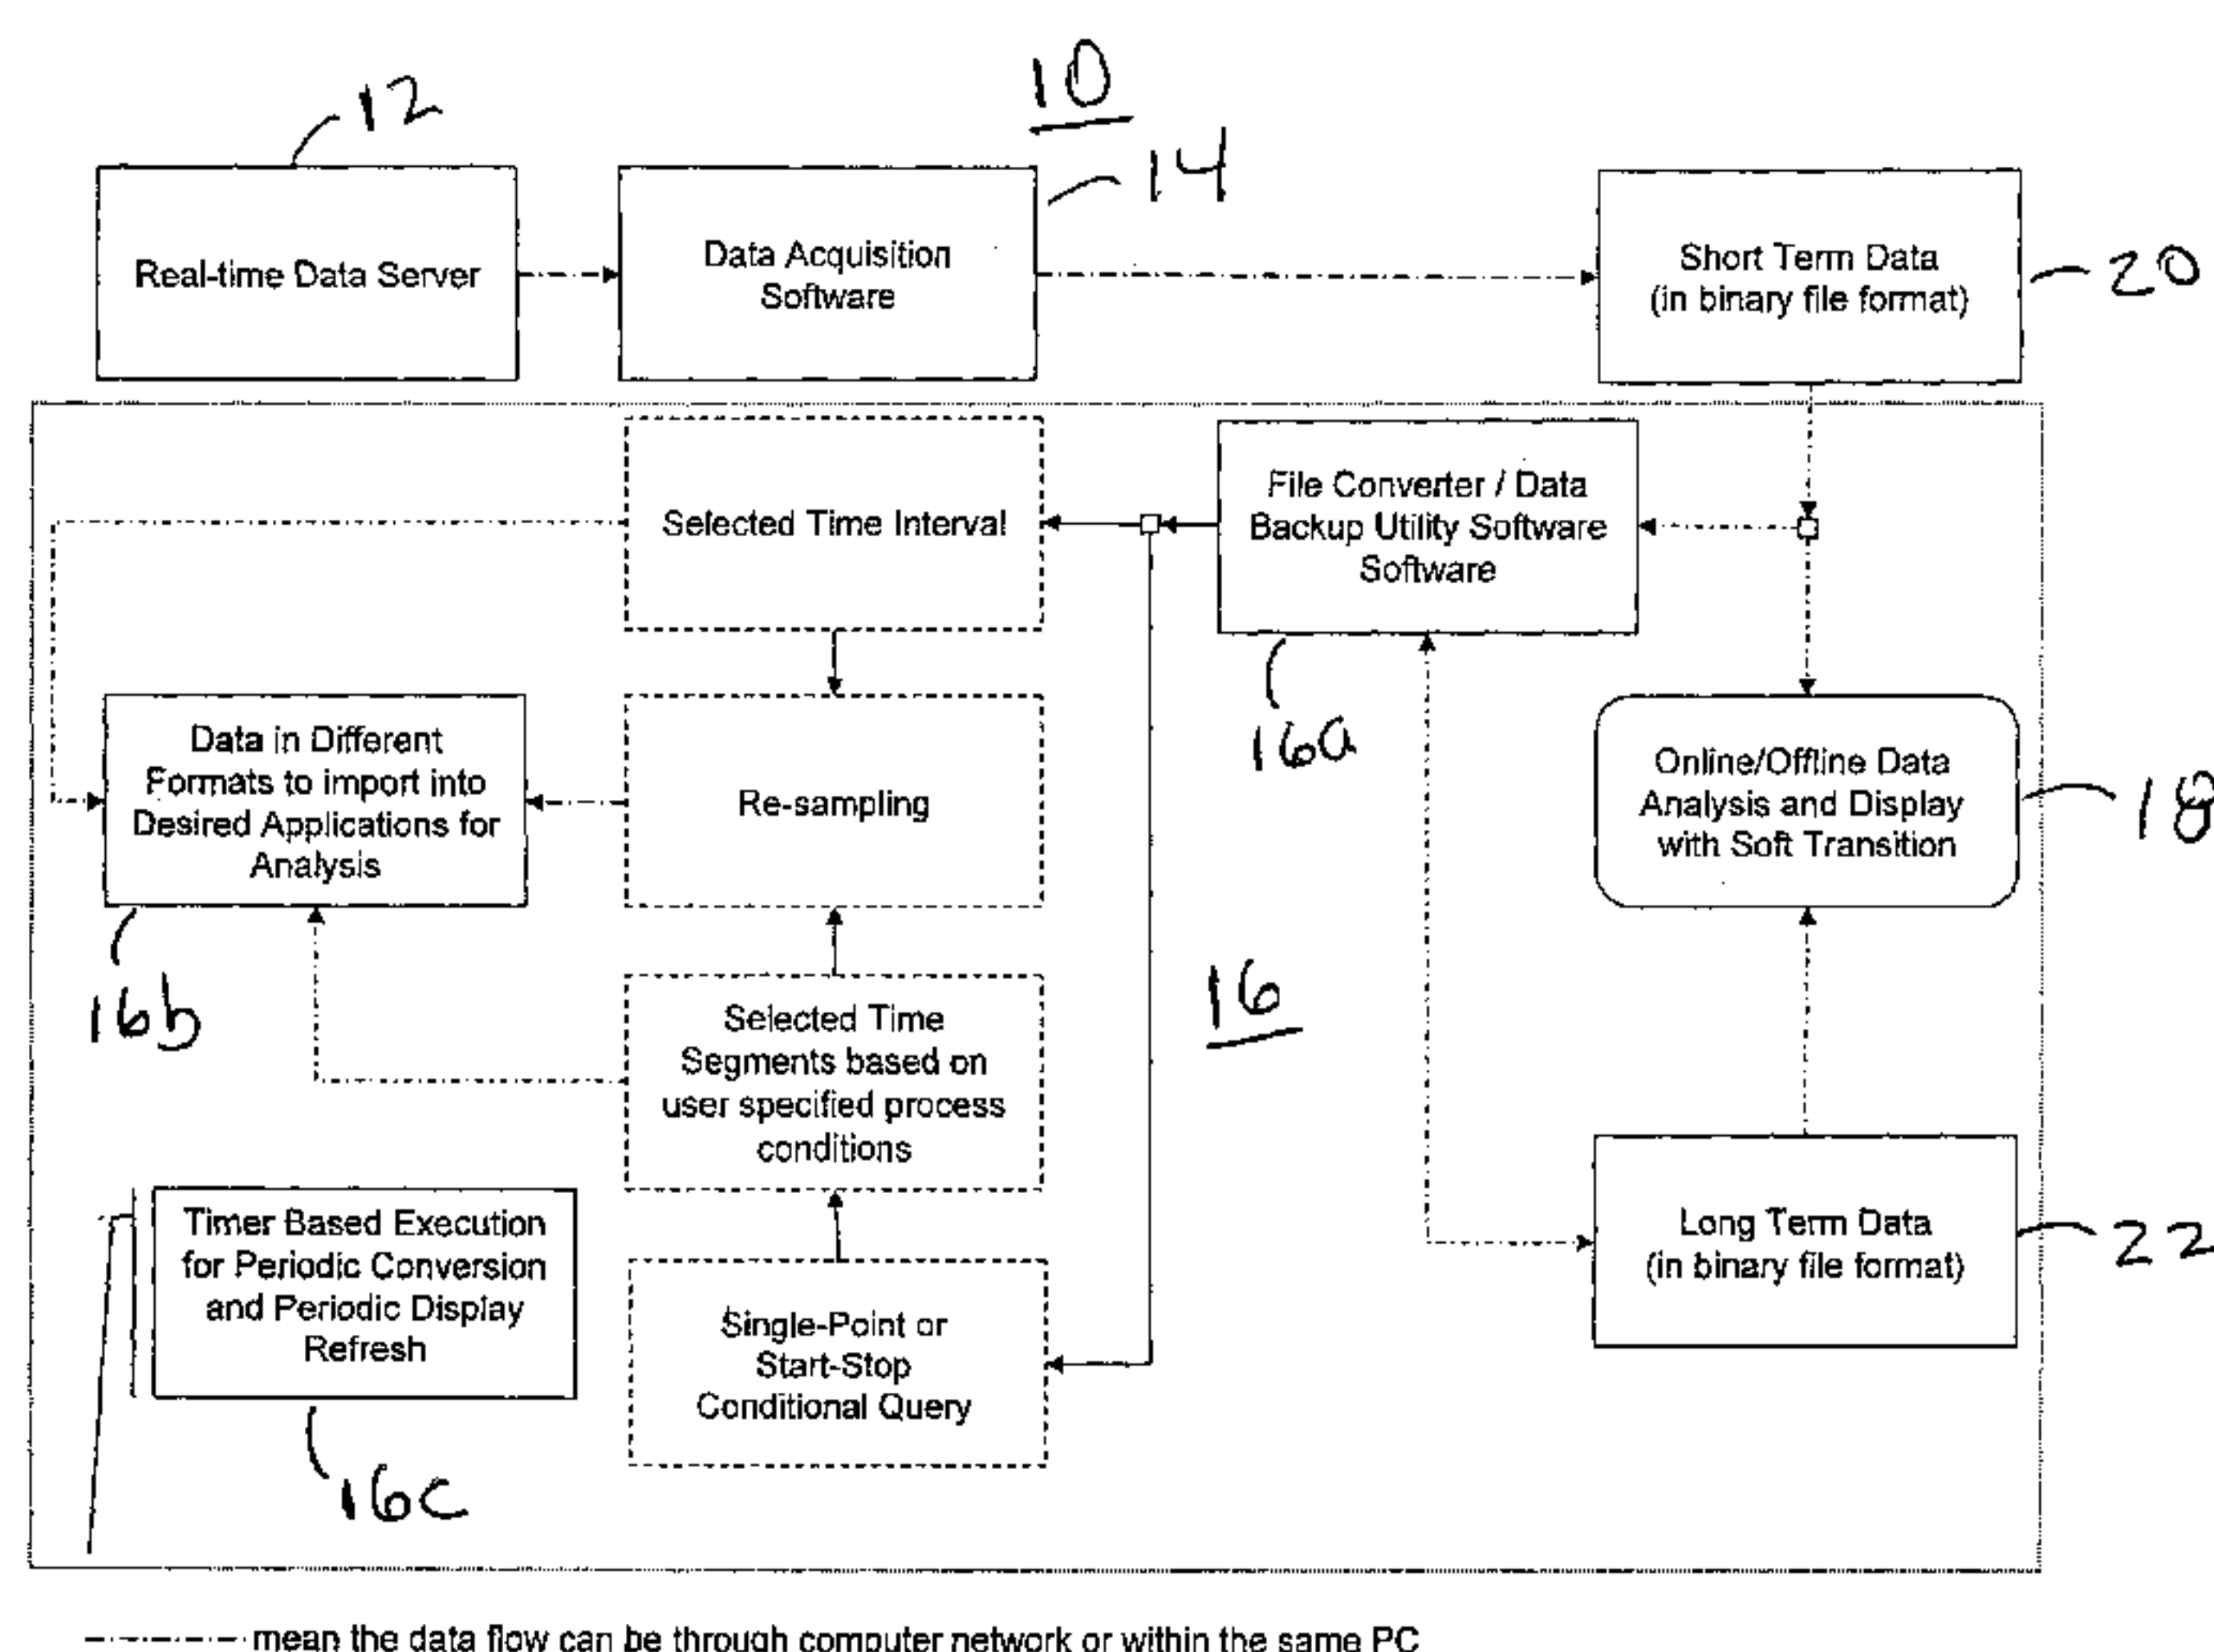 10
12
14
Real-time Data Server
Data Acquisition
Software
Short Term Data
(in binary file format)
20
Selected Time Interval
File Converter / Data
Backup Utility Software
Software
16a
Data in Different
Formats to import into
Desired Applications for
Analysis
16b
Re-sampling
Online/Offline Data
Analysis and Display
with Soft Transition
18
Selected Time
Segments based on
user specified process
conditions
16
Timer Based Execution
for Periodic Conversion
and Periodic Display
Refresh
16c
Single-Point or
Start-Stop
Conditional Query
Long Term Data
(in binary file format)
22
mean the data flow can be through computer network or within the same PC